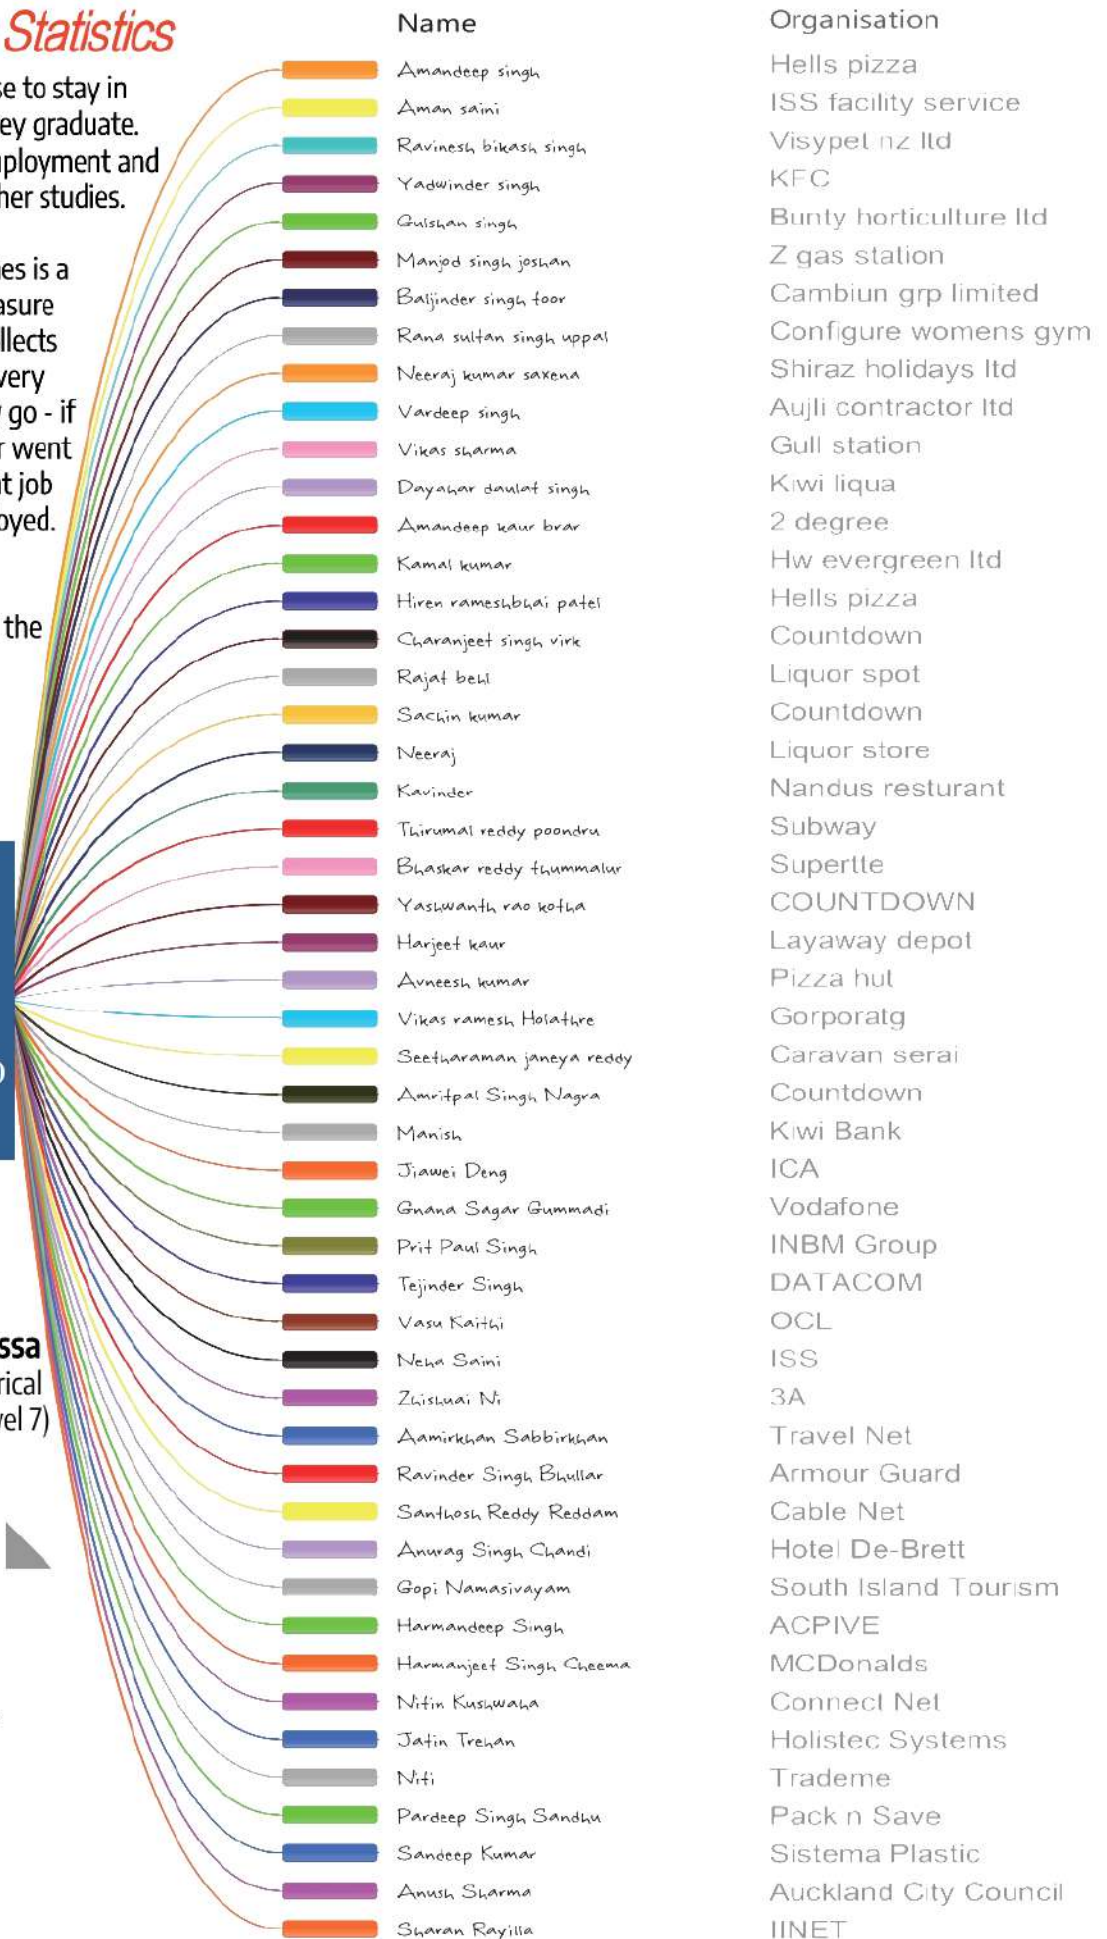 Statistics
se to stay in
ey graduate.
ployment and
her studies.
es is a
asure
llects
very
go - if
r went
t job
oyed.
the
ssa
rical
vel 7)
Name Organisation
Amandeep singh Hells pizza
Aman saini ISS facility service
Ravinesh bikash singh Visypet nz ltd
Yadwinder singh KFC
Gulshan singh Bunty horticulture ltd
Manjod singh joshan Z gas station
Baljinder singh toor Cambiun grp limited
Rana sultan singh uppal Configure womens gym
Neeraj kumar saxena Shiraz holidays ltd
Vardeep singh Aujli contractor ltd
Vikas sharma Gull station
Dayahar daulat singh Kiwi liqua
Amandeep kaur brar 2 degree
Kamal kumar Hw evergreen ltd
Hiren rameshbhai patel Hells pizza
Charanjeet singh virk Countdown
Rajat behl Liquor spot
Sachin kumar Countdown
Neeraj Liquor store
Kavinder Nandus resturant
Thirumal reddy poondru Subway
Bhaskar reddy thummalur Supertte
Yashwanth rao kotha COUNTDOWN
Harjeet kaur Layaway depot
Avneesh kumar Pizza hut
Vikas ramesh Holathre Gorporatg
Seetharaman janeya reddy Caravan serai
Amritpal Singh Nagra Countdown
Manish Kiwi Bank
Jiawei Deng ICA
Gnana Sagar Gummadi Vodafone
Prit Paul Singh INBM Group
Tejinder Singh DATACOM
Vasu Kaithi OCL
Neha Saini ISS
Zhishuai Ni 3A
Aamirkhan Sabbirkhan Travel Net
Ravinder Singh Bhullar Armour Guard
Santhosh Reddy Reddam Cable Net
Anurag Singh Chandi Hotel De-Brett
Gopi Namasivayam South Island Tourism
Harmandeep Singh ACPIVE
Harmanjeet Singh Cheema MCDonalds
Nitin Kushwaha Connect Net
Jatin Trehan Holistec Systems
Niti Trademe
Pardeep Singh Sandhu Pack n Save
Sandeep Kumar Sistema Plastic
Anush Sharma Auckland City Council
Sharan Rayilla IINET